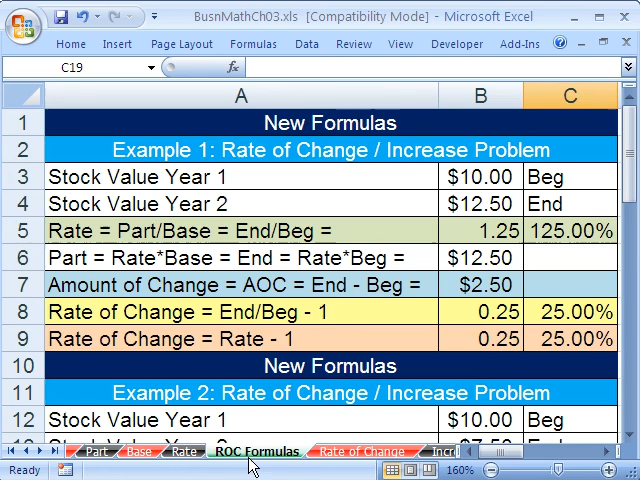 BusnMathCh03.xls [Compatibility Mode] - Microsoft Excel
Home Insert Page Layout Formulas Data Review View Developer Add-Ins
C19 fx
A B C
1 New Formulas
2 Example 1: Rate of Change / Increase Problem
3 Stock Value Year 1 $10.00 Beg
4 Stock Value Year 2 $12.50 End
5 Rate = Part/Base = End/Beg = 1.25 125.00%
6 Part = Rate*Base = End = Rate*Beg = $12.50
7 Amount of Change = AOC = End - Beg = $2.50
8 Rate of Change = End/Beg - 1 0.25 25.00%
9 Rate of Change = Rate - 1 0.25 25.00%
10 New Formulas
11 Example 2: Rate of Change / Increase Problem
12 Stock Value Year 1 $10.00 Beg
Part Base Rate ROC Formulas Rate of Change Incr
Ready 160%